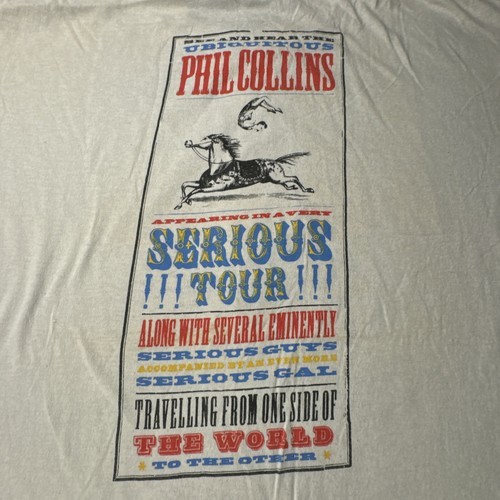 SEE AND HEAR THE
UBIQUITOUS
PHIL COLLINS
APPEARING IN A VERY
SERIOUS
!!! TOUR !!!
ALONG WITH SEVERAL EMINENTLY
SERIOUS GUYS
ACCOMPANIED BY AN EVEN MORE
SERIOUS GAL
TRAVELLING FROM ONE SIDE OF
THE WORLD
* TO THE OTHER *